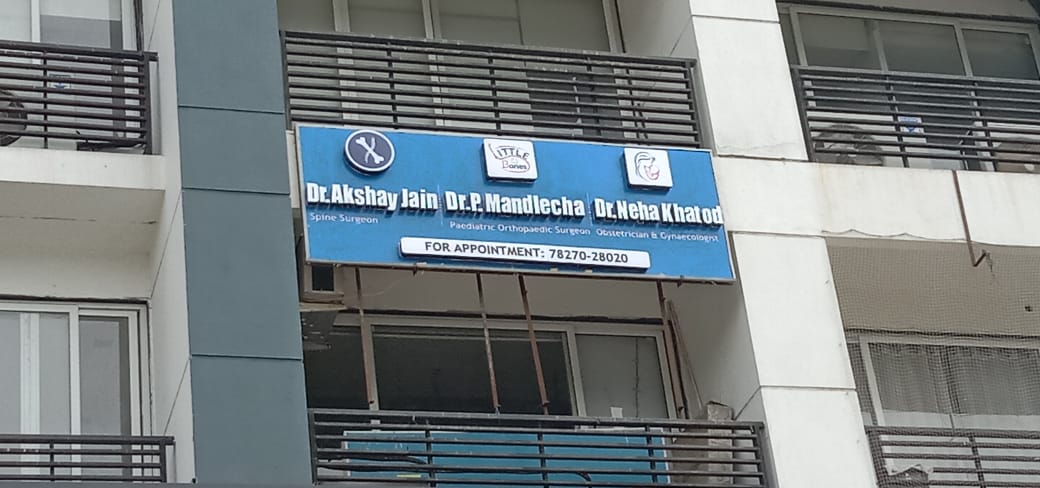 LITTLE
Bones
Dr.Akshay Jain
Spine Surgeon
Dr.P. Mandlecha
Paediatric Orthopaedic Surgeon
Dr.Neha Khatod
Obstetrician & Gynaecologist
FOR APPOINTMENT: 78270-28020